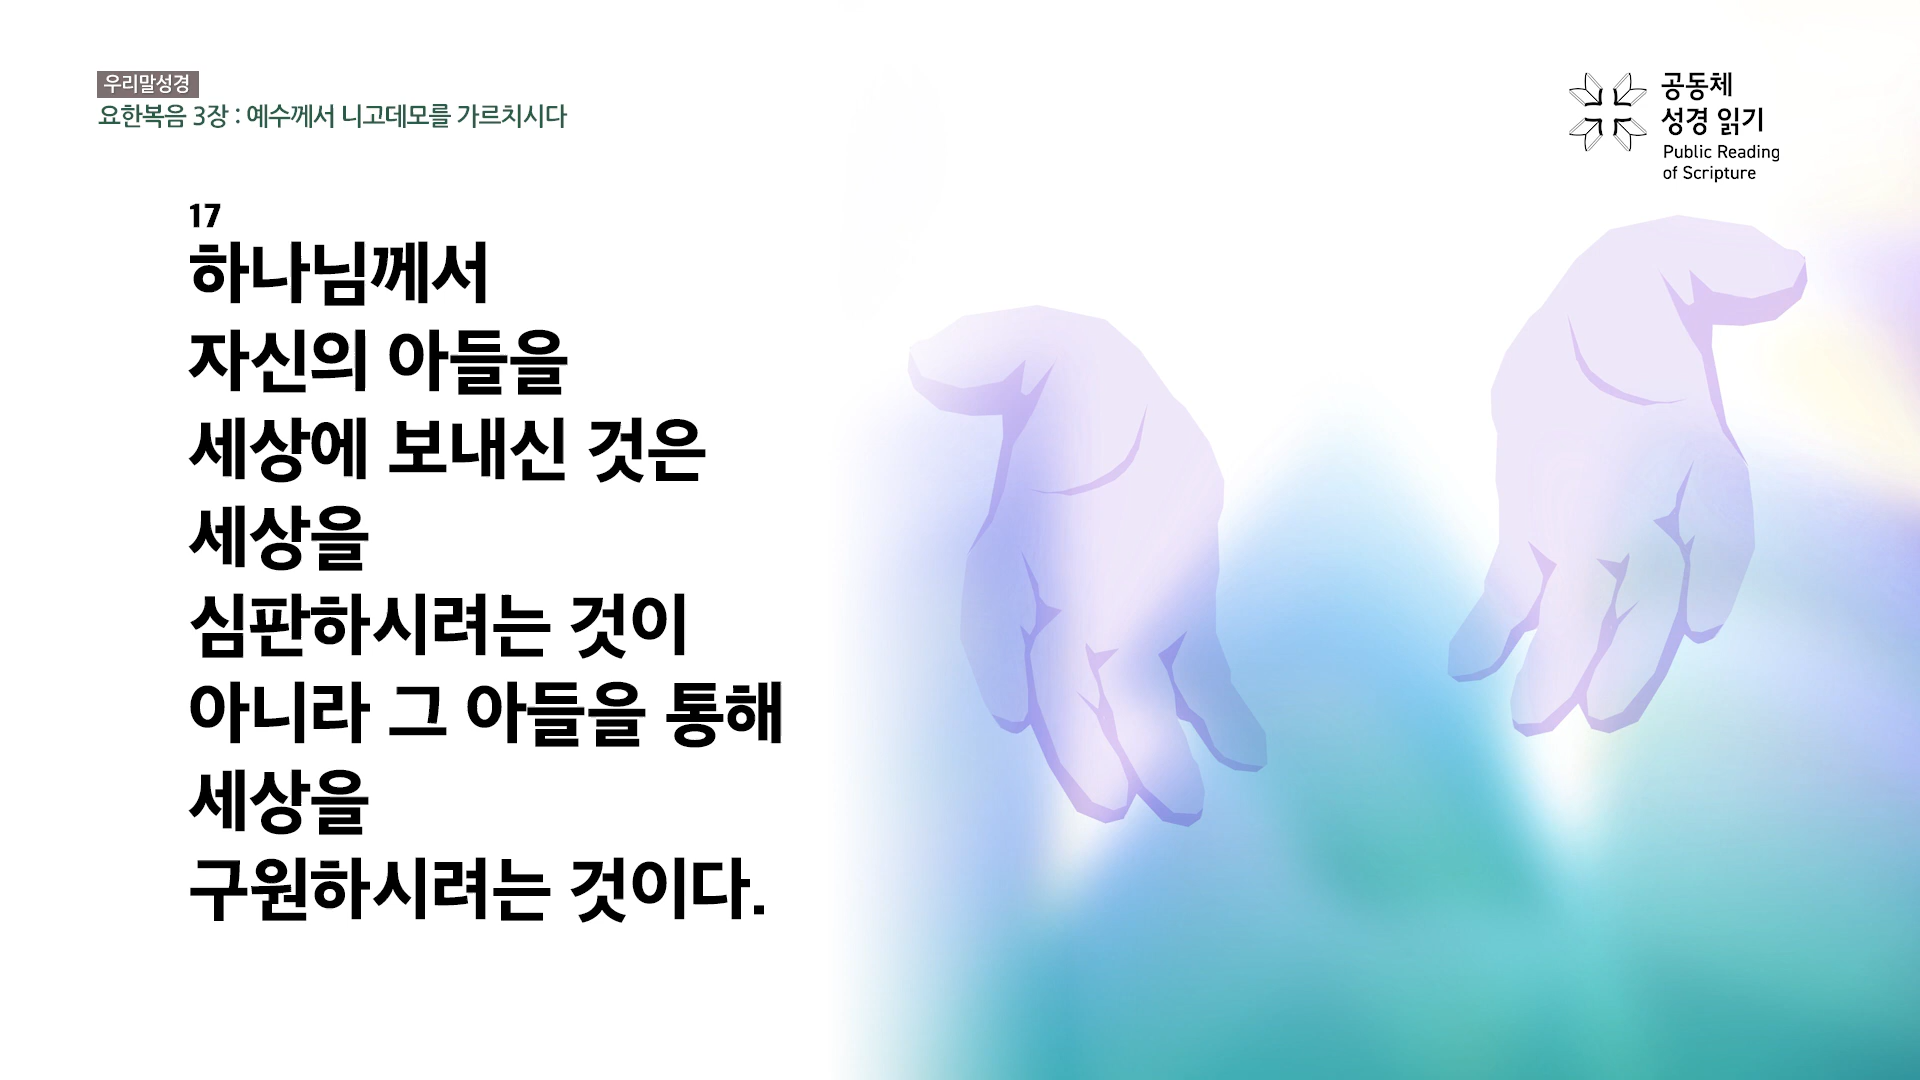 우리말성경
요한복음 3장 : 예수께서 니고데모를 가르치시다
공동체
성경 읽기
Public Reading
of Scripture
17
하나님께서
자신의 아들을
세상에 보내신 것은
세상을
심판하시려는 것이
아니라 그 아들을 통해
세상을
구원하시려는 것이다.